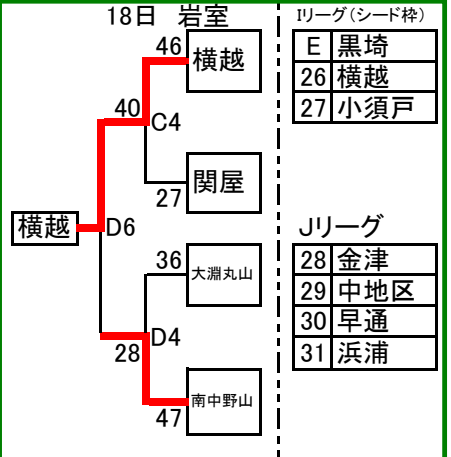 18日 岩室
46
横越
40
C4
関屋
27
横越
D6
36
大淵丸山
D4
28
南中野山
47
Iリーグ(シード枠)
E 黒埼
26 横越
27 小須戸
Jリーグ
28 金津
29 中地区
30 早通
31 浜浦